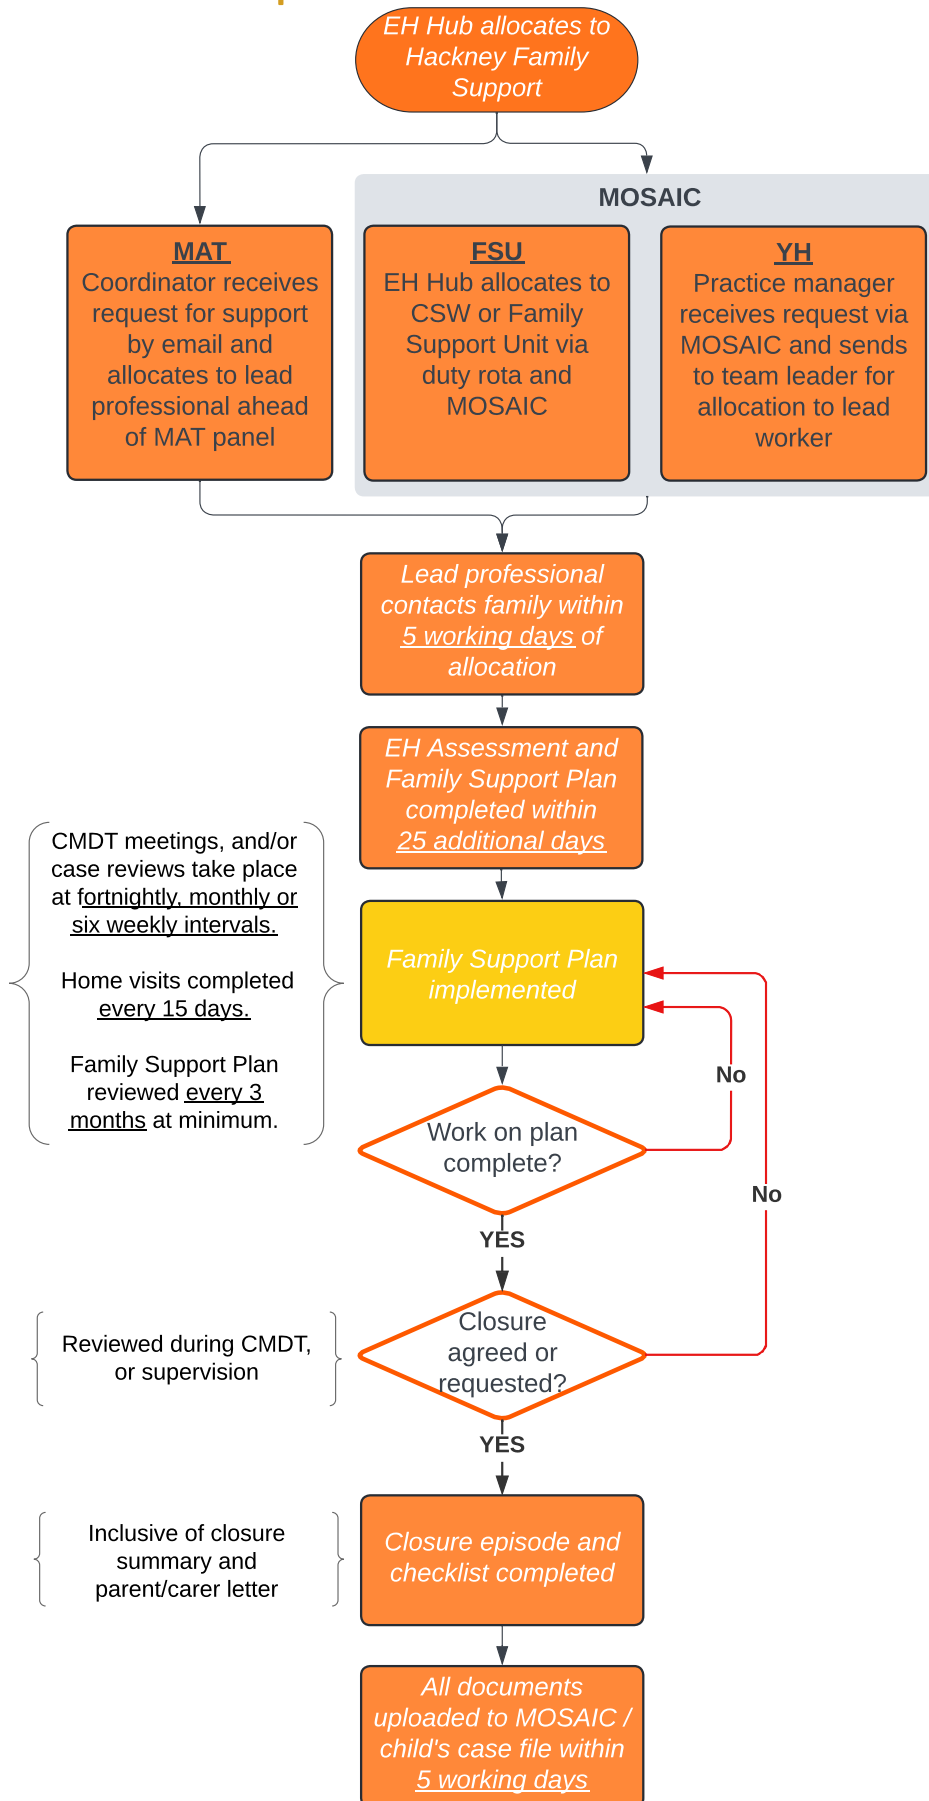 EH Hub allocates to
Hackney Family
Support
MOSAIC
MAT
Coordinator receives
request for support
by email and
allocates to lead
professional ahead
of MAT panel
FSU
EH Hub allocates to
CSW or Family
Support Unit via
duty rota and
MOSAIC
YH
Practice manager
receives request via
MOSAIC and sends
to team leader for
allocation to lead
worker
Lead professional
contacts family within
5 working days of
allocation
EH Assessment and
Family Support Plan
completed within
25 additional days
CMDT meetings, and/or
case reviews take place
at fortnightly, monthly or
six weekly intervals.
Home visits completed
every 15 days.
Family Support Plan
reviewed every 3
months at minimum.
Family Support Plan
implemented
No
Work on plan
complete?
No
YES
Reviewed during CMDT,
or supervision
Closure
agreed or
requested?
YES
Inclusive of closure
summary and
parent/carer letter
Closure episode and
checklist completed
All documents
uploaded to MOSAIC /
child's case file within
5 working days